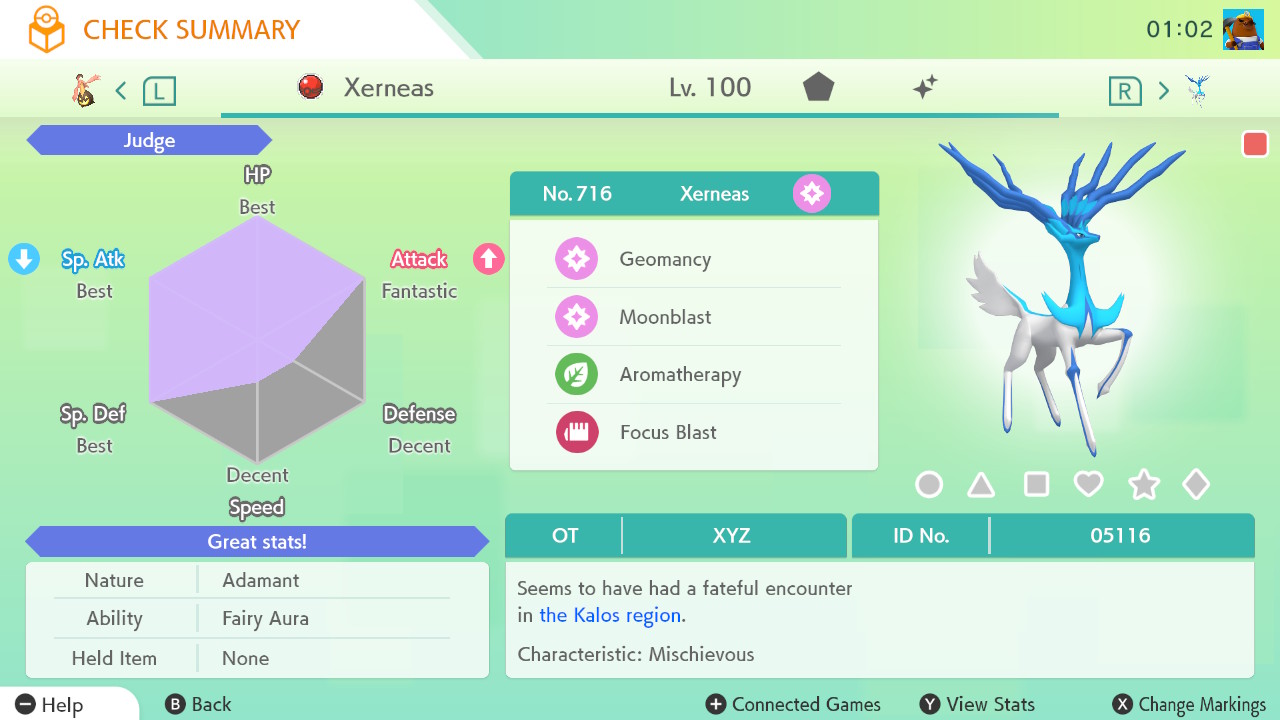 CHECK SUMMARY
01:02
L
Xerneas
Lv. 100
R
Judge
HP
Best
Sp. Atk
Best
Attack
Fantastic
Sp. Def
Best
Defense
Decent
Decent
Speed
Great stats!
Nature Adamant
Ability Fairy Aura
Held Item None
No. 716 Xerneas
Geomancy
Moonblast
Aromatherapy
Focus Blast
OT XYZ ID No. 05116
Seems to have had a fateful encounter
in the Kalos region.
Characteristic: Mischievous
Help B Back Connected Games Y View Stats X Change Markings